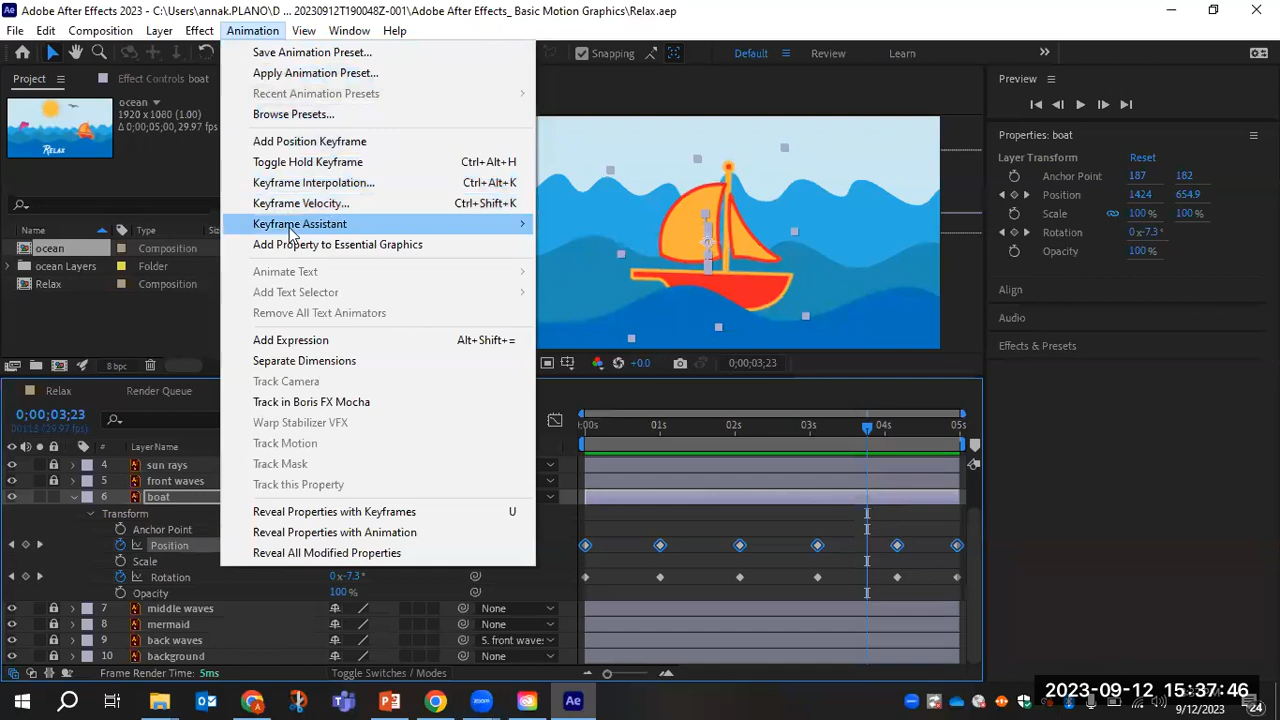 Adobe After Effects 2023 - C:\Users\annak.PLANO\D ... 20230912T190048Z-001\Adobe After Effects_ Basic Motion Graphics\Relax.aep
File Edit Composition Layer Effect Animation View Window Help
Snapping Default Review Learn
Project Effect Controls boat
ocean
1920 x 1080 (1.00)
Δ 0;00;05;00, 29.97 fps
RELAX
Name Type
ocean Composition
ocean Layers Folder
Relax Composition
8 bpc
Save Animation Preset...
Apply Animation Preset...
Recent Animation Presets
Browse Presets...
Add Position Keyframe
Toggle Hold Keyframe Ctrl+Alt+H
Keyframe Interpolation... Ctrl+Alt+K
Keyframe Velocity... Ctrl+Shift+K
Keyframe Assistant
Add Property to Essential Graphics
Animate Text
Add Text Selector
Remove All Text Animators
Add Expression Alt+Shift+=
Separate Dimensions
Track Camera
Track in Boris FX Mocha
Warp Stabilizer VFX
Track Motion
Track Mask
Track this Property
Reveal Properties with Keyframes U
Reveal Properties with Animation
Reveal All Modified Properties
+0.0 0;00;03;23
Preview
Properties: boat
Layer Transform Reset
Anchor Point 187 182
Position 1424 654.9
Scale 100 % 100 %
Rotation 0 x-7.3 °
Opacity 100 %
Align
Audio
Effects & Presets
Relax Render Queue
0;00;03;23
00113 (29.97 fps)
# Layer Name
:00s 01s 02s 03s 04s 05s
4 sun rays
5 front waves
6 boat
Transform
Anchor Point
Position
Scale
Rotation 0 x-7.3 °
Opacity 100 %
7 middle waves None
8 mermaid None
9 back waves 5. front waves
10 background None
Frame Render Time: 5ms Toggle Switches / Modes
2023-09-12 15:37:46
9/12/2023 24